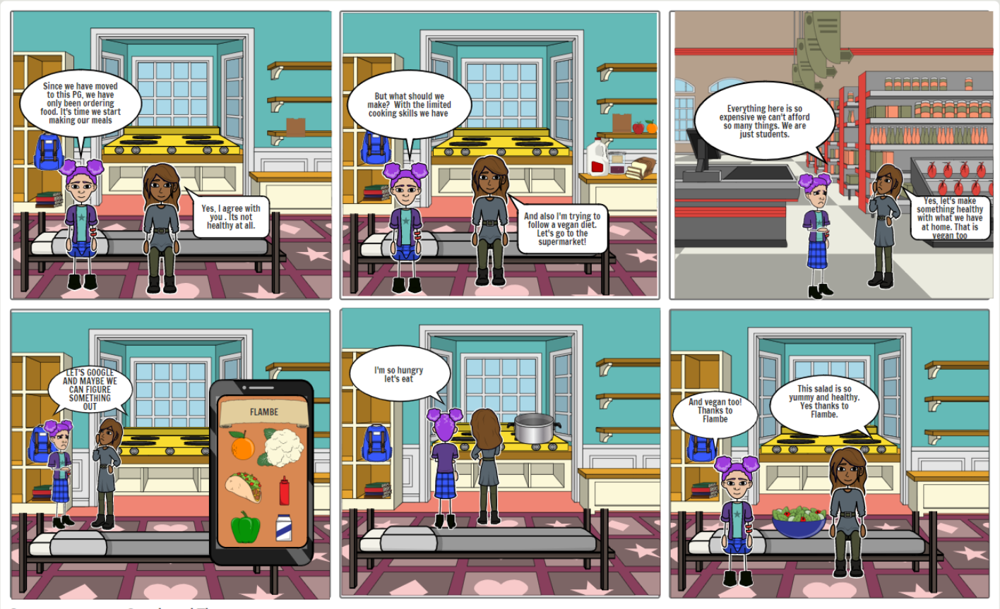 Since we have moved
to this PG, we have
only been ordering
food. It's time we start
making our meals
Yes, I agree with
you . Its not
healthy at all.
But what should we
make? With the limited
cooking skills we have
And also I'm trying to
follow a vegan diet.
Let's go to the
supermarket!
Everything here is so
expensive we can't afford
so many things. We are
just students.
Yes, let's make
something healthy
with what we have
at home. That is
vegan too
LET'S GOOGLE
AND MAYBE WE
CAN FIGURE
SOMETHING
OUT
FLAMBE
I'm so hungry
let's eat
And vegan too!
Thanks to
Flambe
This salad is so
yummy and healthy.
Yes thanks to
Flambe.